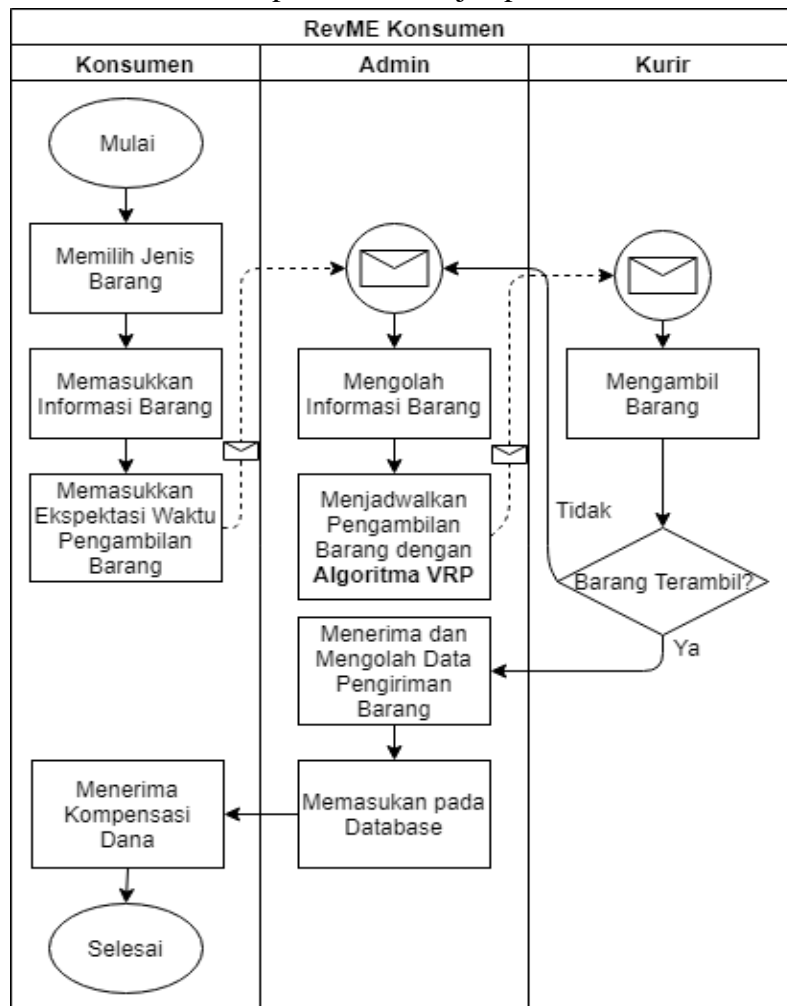 RevME Konsumen
Konsumen
Admin
Kurir
Mulai
Memilih Jenis
Barang
Memasukkan
Informasi Barang
Mengolah
Informasi Barang
Mengambil
Barang
Memasukkan
Ekspektasi Waktu
Pengambilan
Barang
Menjadwalkan
Pengambilan
Barang dengan
Algoritma VRP
Tidak
Barang Terambil?
Ya
Menerima dan
Mengolah Data
Pengiriman
Barang
Memasukan pada
Database
Menerima
Kompensasi
Dana
Selesai